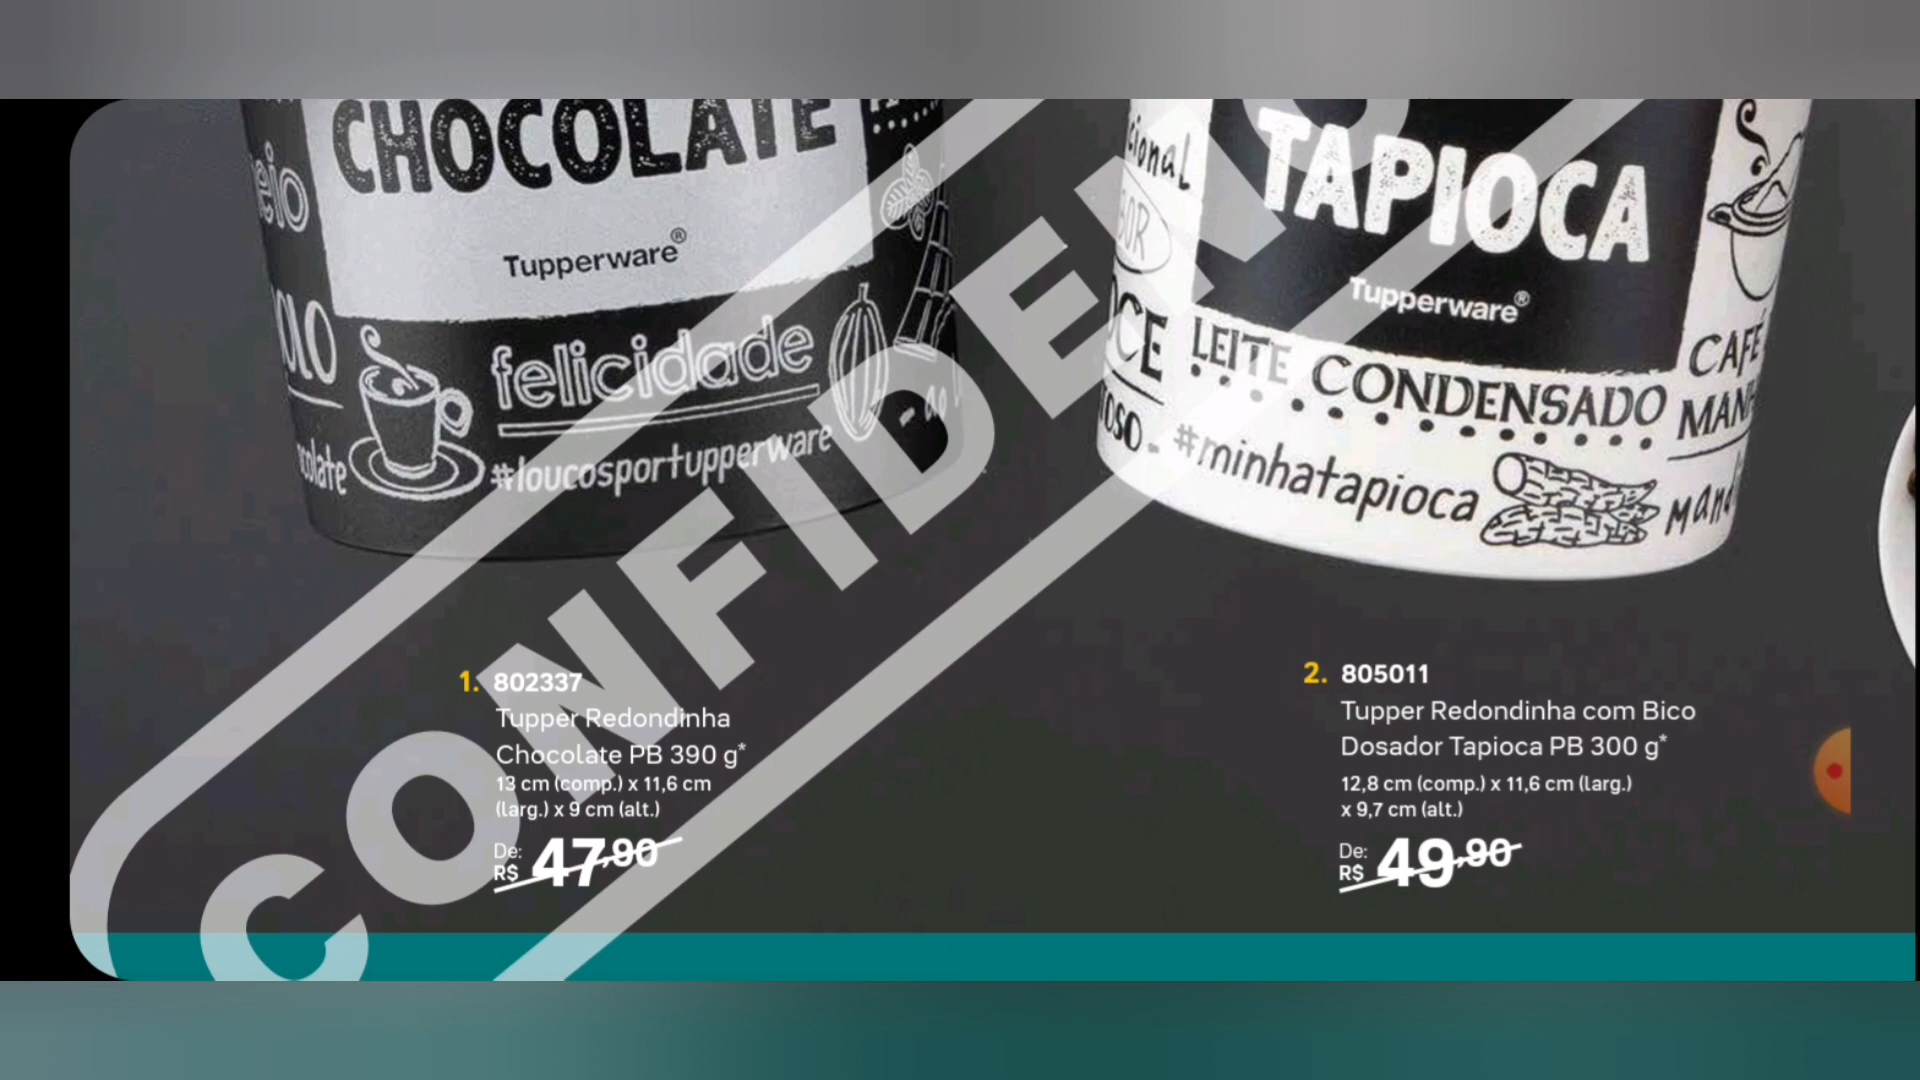 CHOCOLATE
Tupperware®
felicidade
#loucosportupperware
TAPIOCA
Tupperware®
LEITE CONDENSADO
CAFÉ
#minhatapioca
CONFIDEN
1. 802337
Tupper Redondinha
Chocolate PB 390 g*
13 cm (comp.) x 11,6 cm
(larg.) x 9 cm (alt.)
De:
R$ 47,90
2. 805011
Tupper Redondinha com Bico
Dosador Tapioca PB 300 g*
12,8 cm (comp.) x 11,6 cm (larg.)
x 9,7 cm (alt.)
De:
R$ 49,90